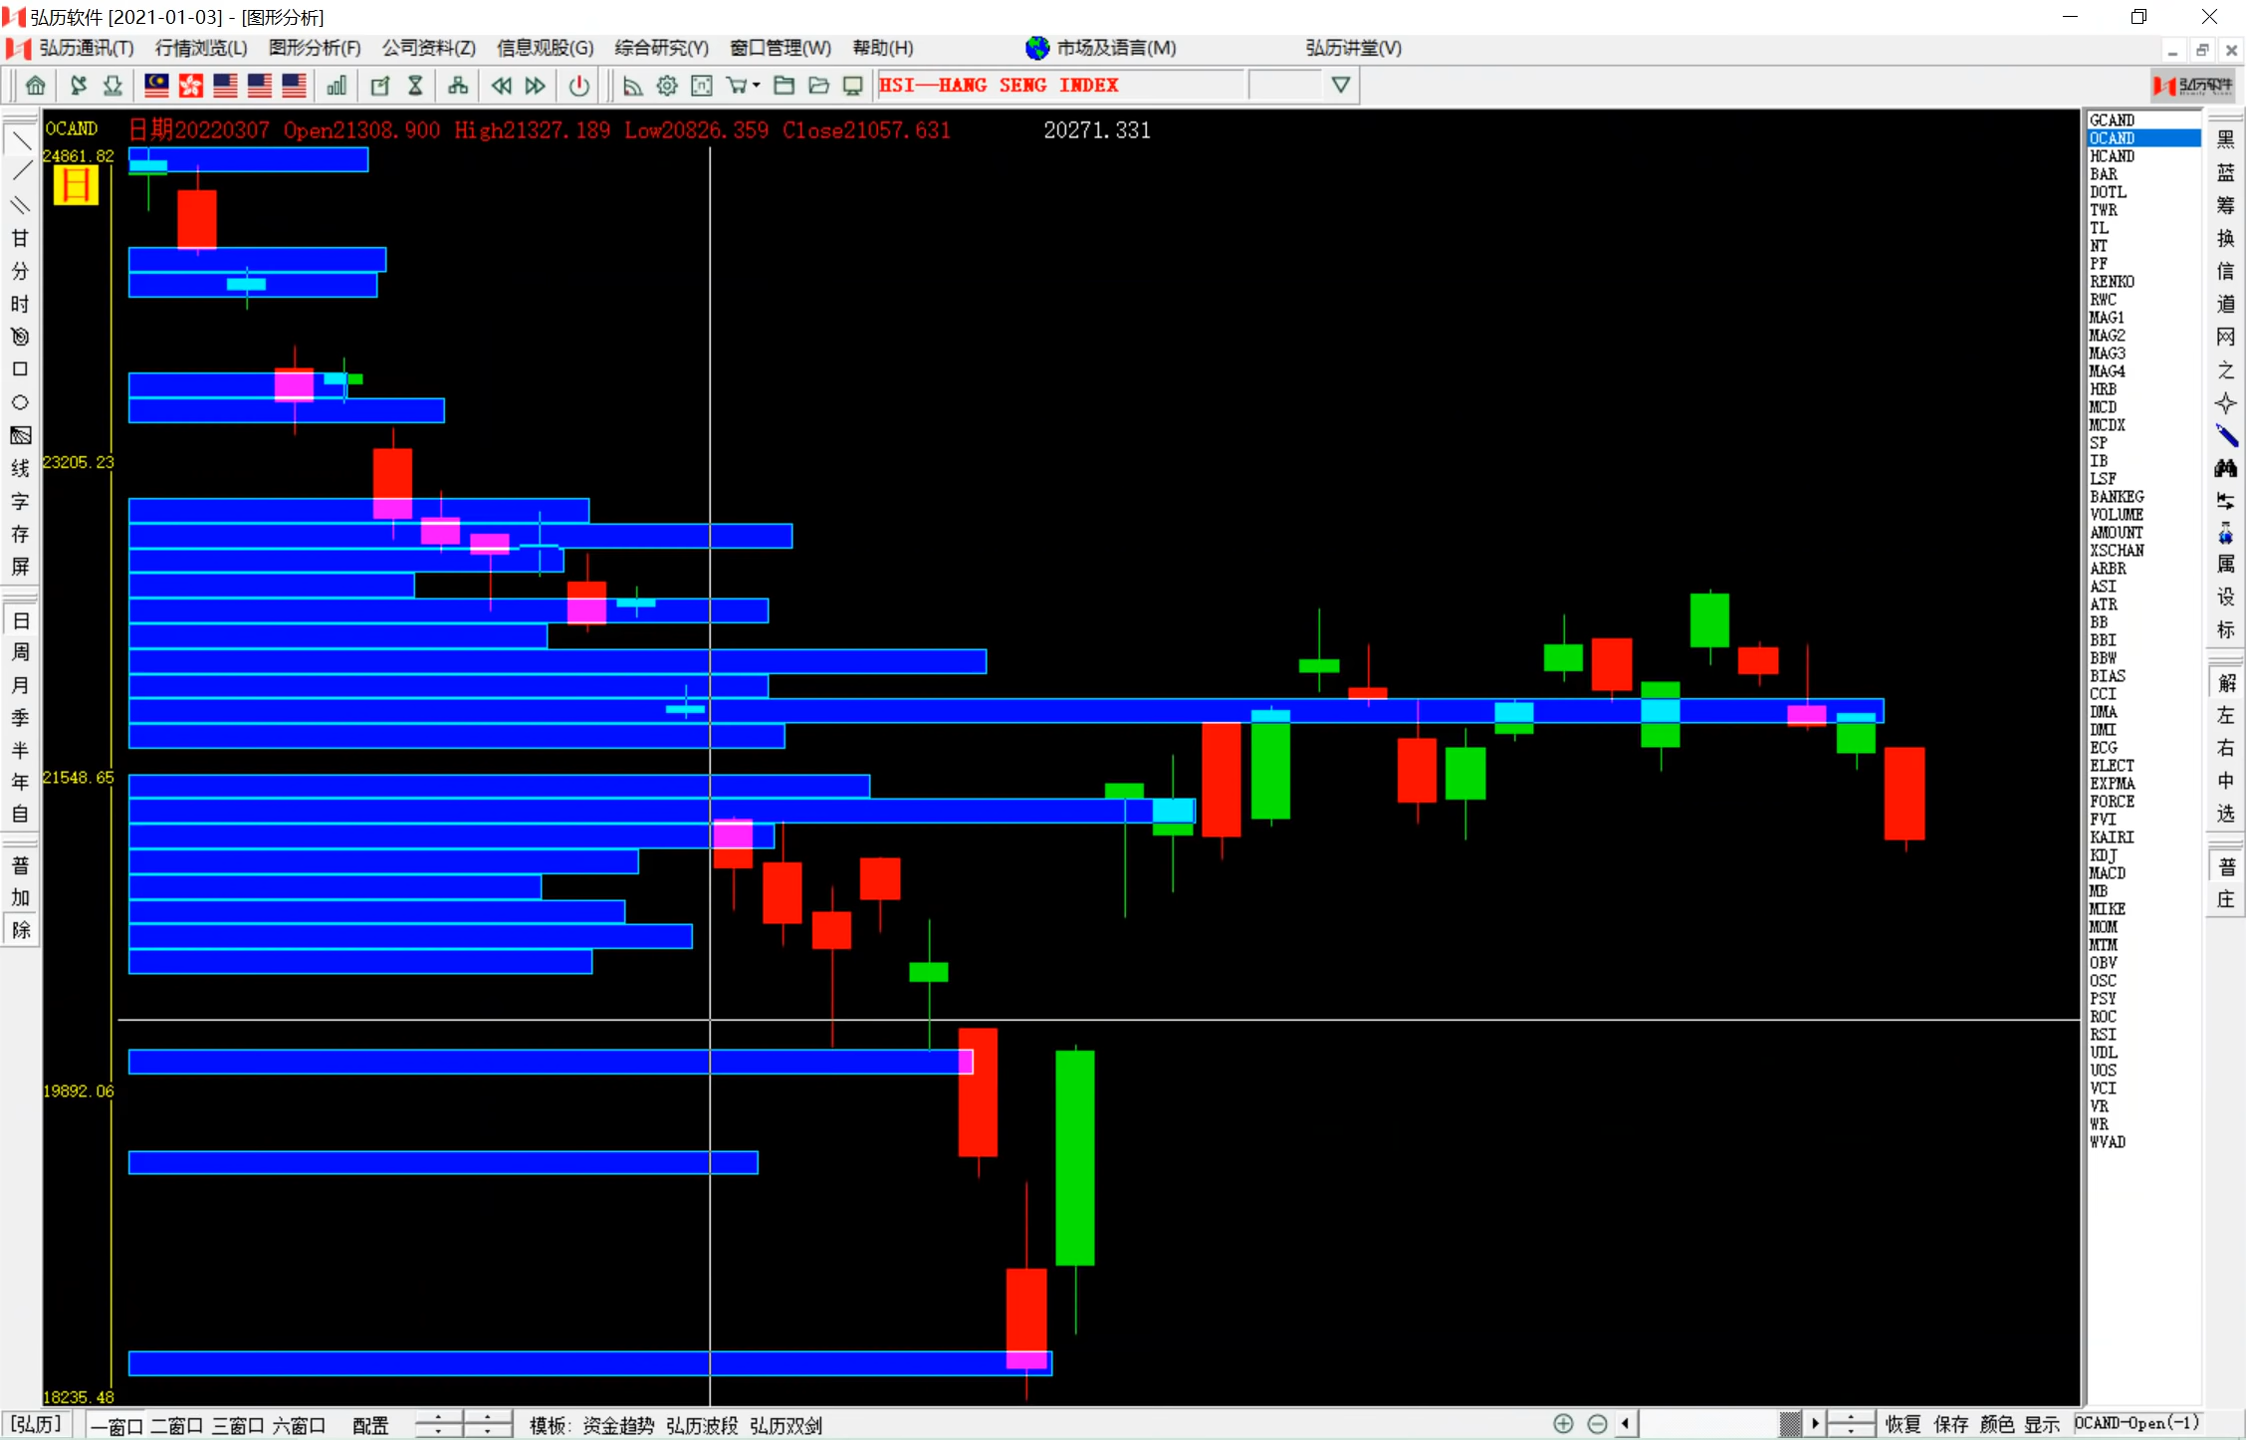 弘历软件 [2021-01-03] - [图形分析]
弘历通讯(T) 行情浏览(L) 图形分析(F) 公司资料(Z) 信息观股(G) 综合研究(Y) 窗口管理(W) 帮助(H) 市场及语言(M) 弘历讲堂(V)
HSI——HANG SENG INDEX
弘历软件
OCAND 日期20220307 Open21308.900 High21327.189 Low20826.359 Close21057.631 20271.331
24861.82
日
23205.23
21548.65
19892.06
18235.48
甘
分
时
线
字
存
屏
日
周
月
季
半
年
自
普
加
除
GCAND
OCAND
HCAND
BAR
DOTL
TWR
TL
NT
PF
RENKO
RWC
MAG1
MAG2
MAG3
MAG4
HRB
MCD
MCDX
SP
IB
LSF
BANKEG
VOLUME
AMOUNT
XSCHAN
ARBR
ASI
ATR
BB
BBI
BBW
BIAS
CCI
DMA
DMI
ECG
ELECT
EXPMA
FORCE
FVI
KAIRI
KDJ
MACD
MB
MIKE
MOM
MTM
OBV
OSC
PSY
ROC
RSI
UDL
UOS
VCI
VR
WR
WVAD
黑
蓝
筹
换
信
道
网
之
属
设
标
解
左
右
中
选
普
庄
[弘历] 一窗口 二窗口 三窗口 六窗口 配置 模板: 资金趋势 弘历波段 弘历双剑 恢复 保存 颜色 显示 OCAND-Open(-1)